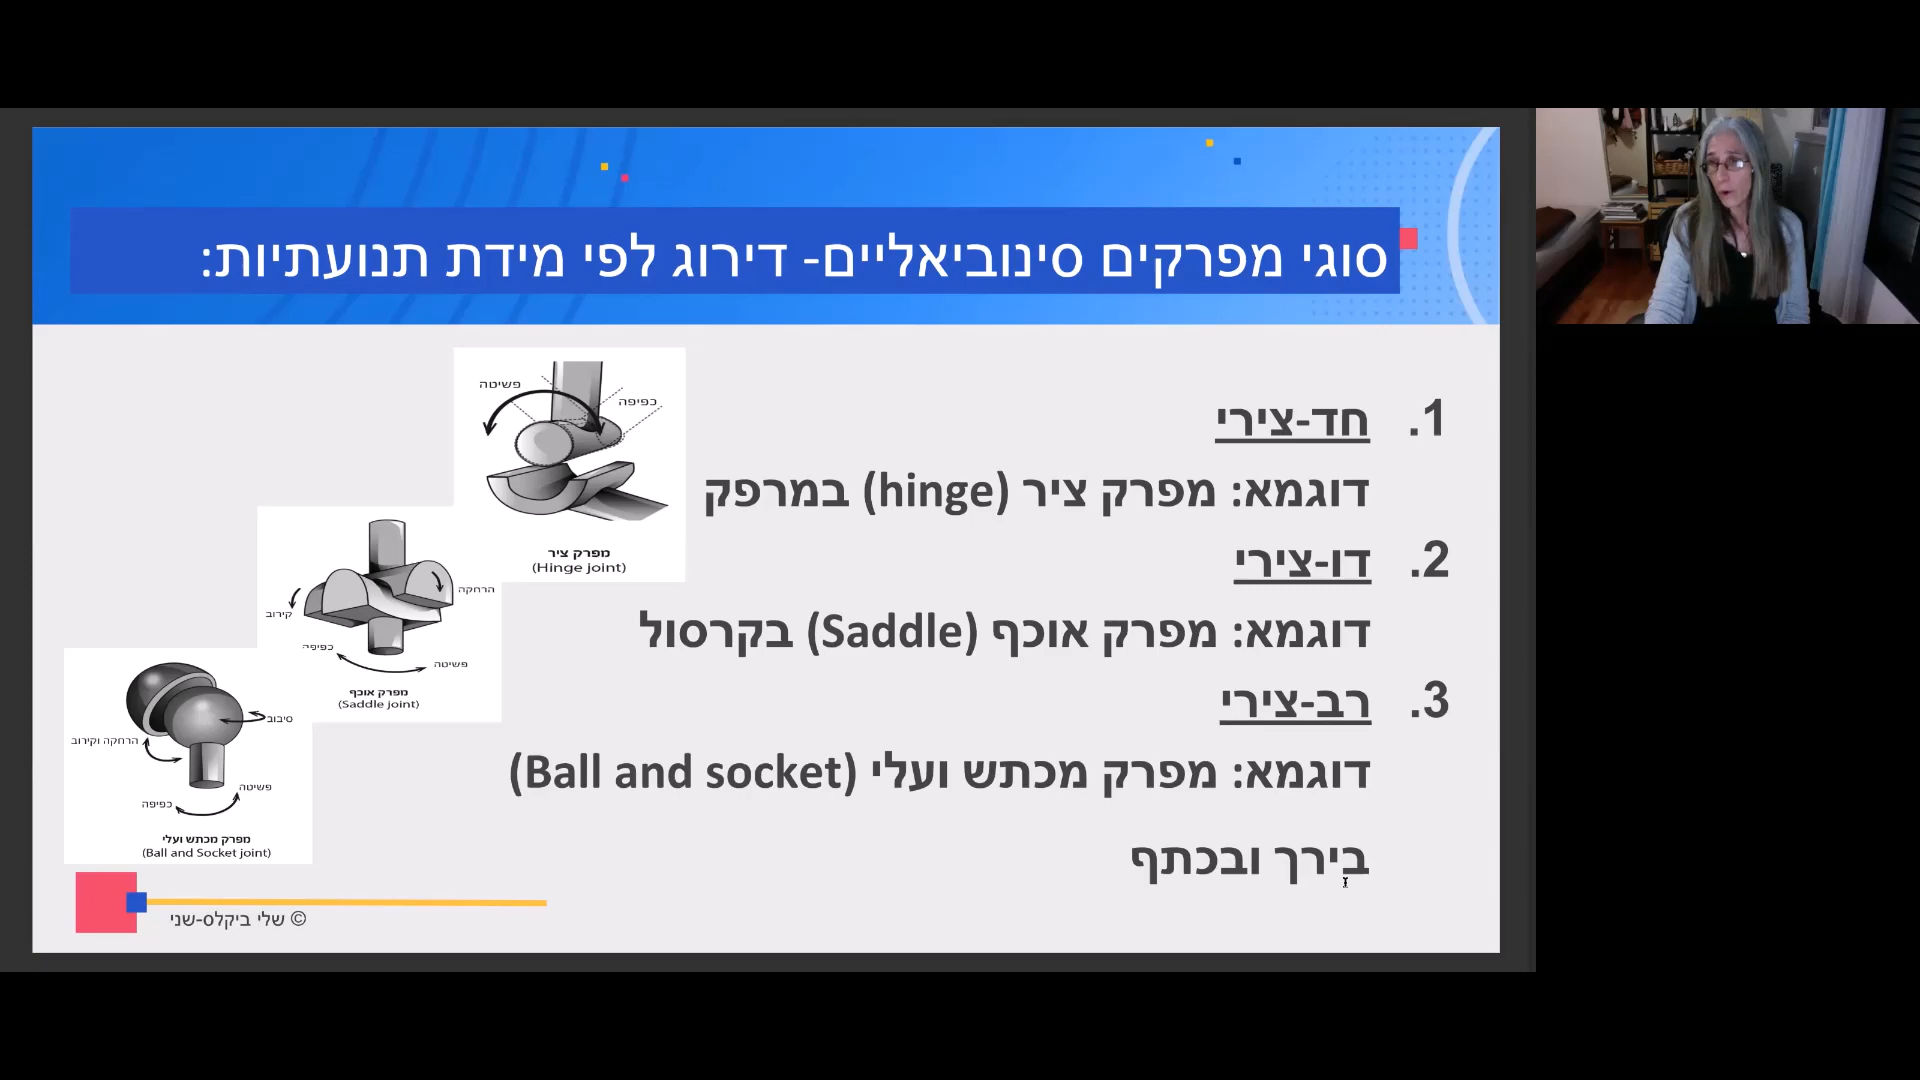 סוגי מפרקים סינוביאליים- דירוג לפי מידת תנועתיות:
1. חד-צירי
דוגמא: מפרק ציר (hinge) במרפק
2. דו-צירי
דוגמא: מפרק אוכף (Saddle) בקרסול
3. רב-צירי
דוגמא: מפרק מכתש ועלי (Ball and socket)
בירך ובכתף
פשיטה
כפיפה
מפרק ציר
(Hinge joint)
הרחקה
קירוב
כפיפה
פשיטה
מפרק אוכף
(Saddle joint)
סיבוב
הרחקה וקירוב
פשיטה
כפיפה
מפרק מכתש ועלי
(Ball and Socket joint)
© שלי ביקלס-שני